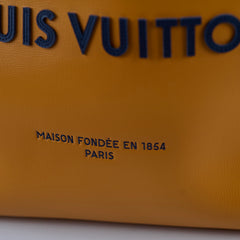 UIS VUITTO
MAISON FONDÉE EN 1854
PARIS